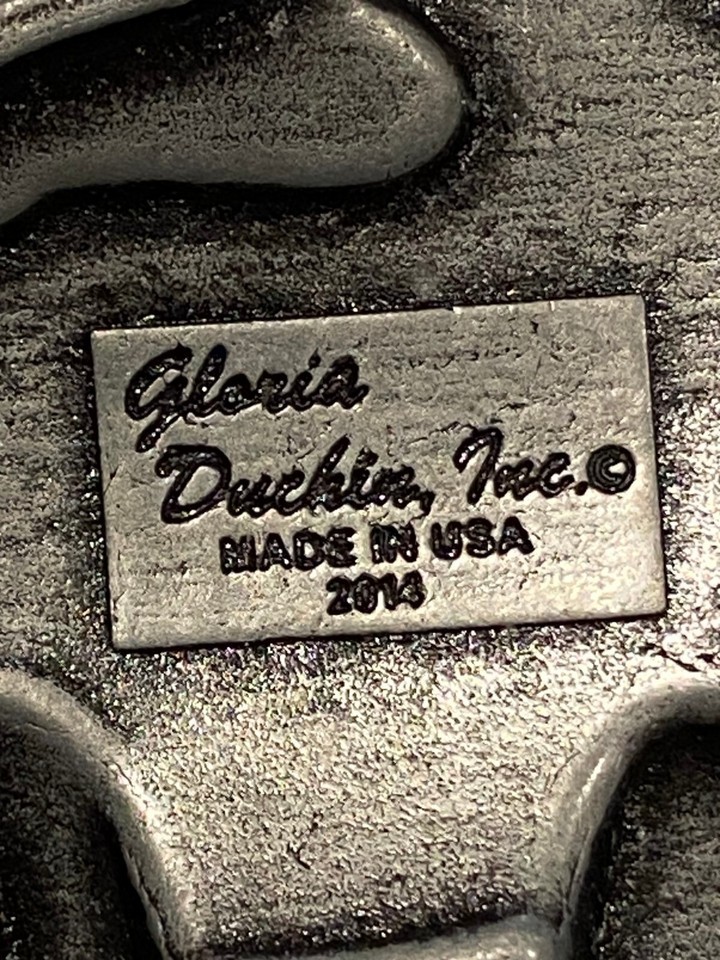 Gloria
Duchin, Inc.©
MADE IN USA
2014